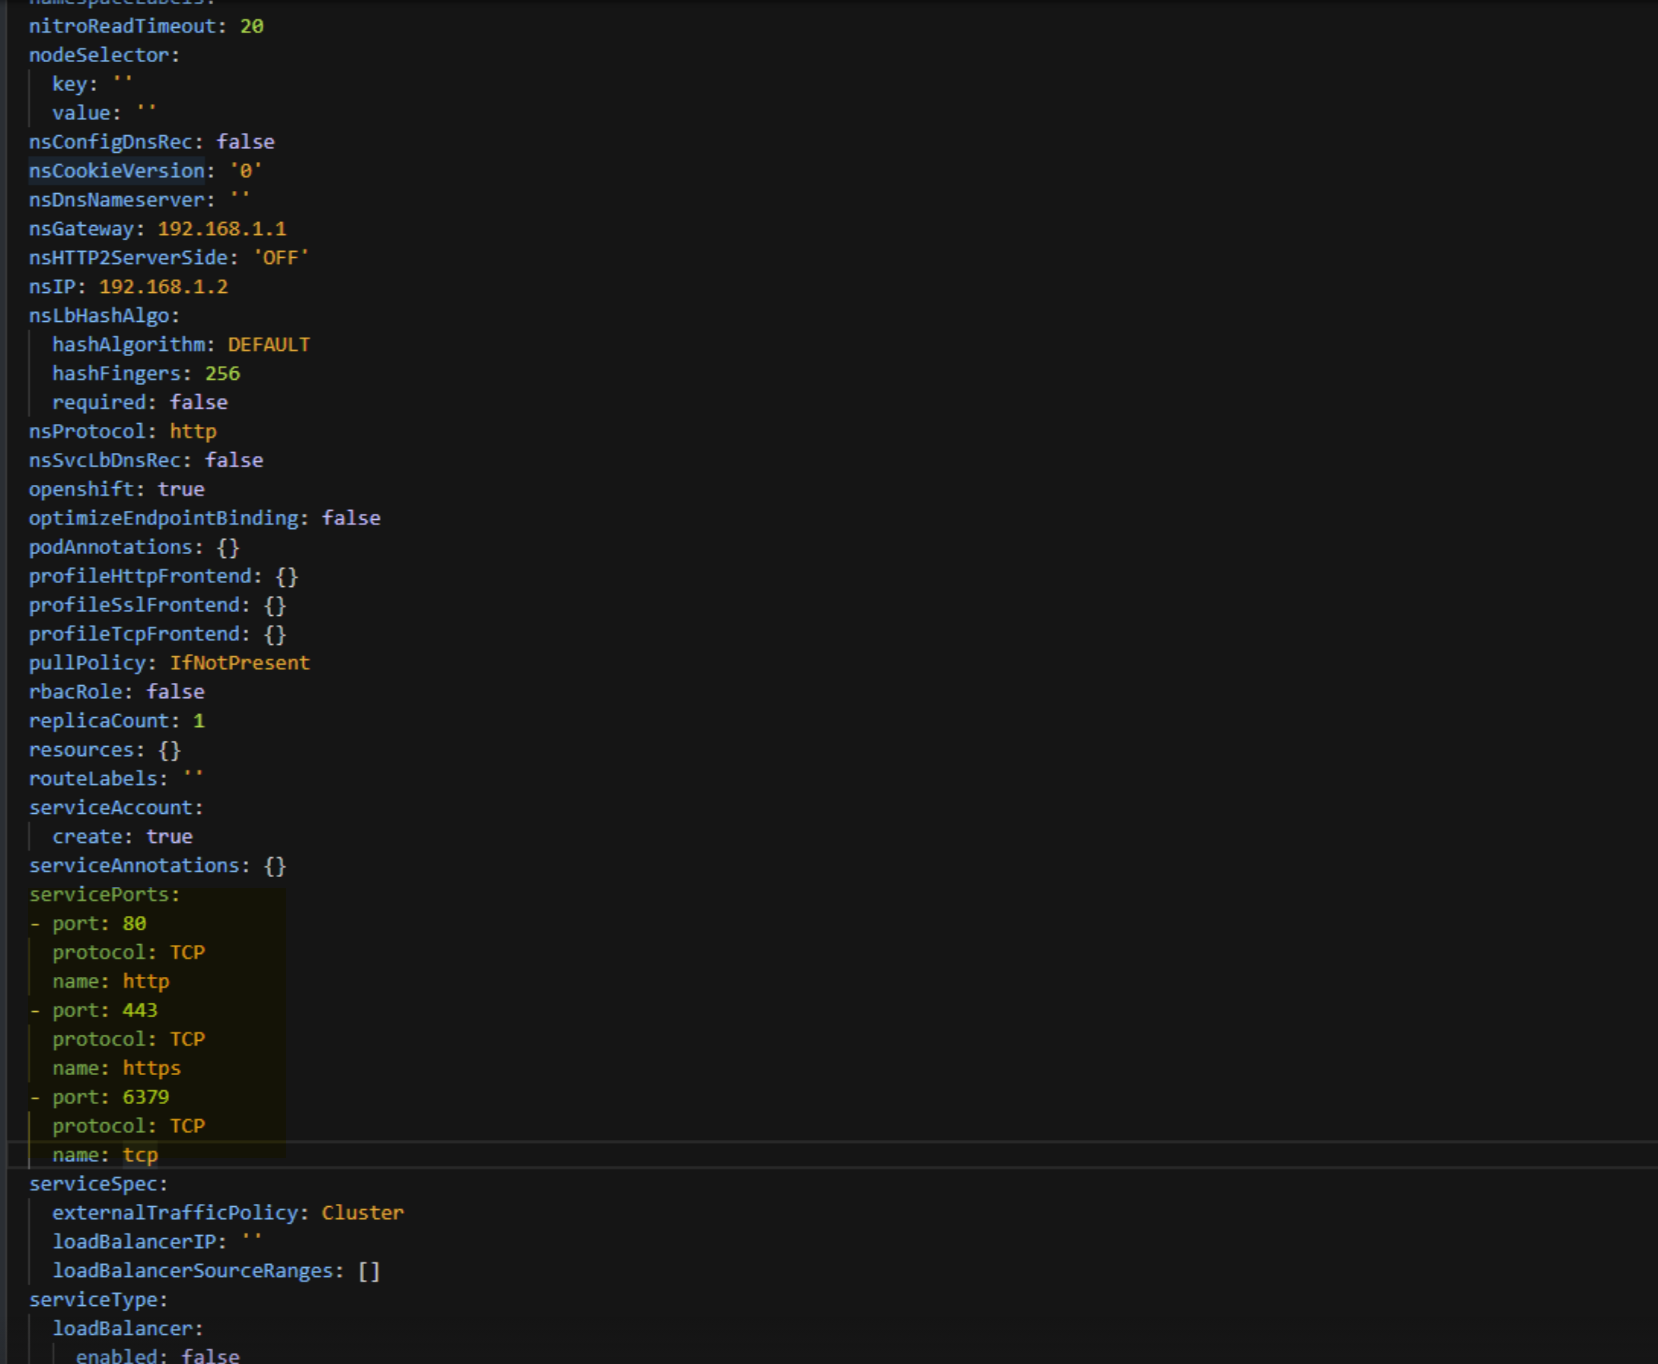 namespaceLabels:
nitroReadTimeout: 20
nodeSelector:
  key: ''
  value: ''
nsConfigDnsRec: false
nsCookieVersion: '0'
nsDnsNameserver: ''
nsGateway: 192.168.1.1
nsHTTP2ServerSide: 'OFF'
nsIP: 192.168.1.2
nsLbHashAlgo:
  hashAlgorithm: DEFAULT
  hashFingers: 256
  required: false
nsProtocol: http
nsSvcLbDnsRec: false
openshift: true
optimizeEndpointBinding: false
podAnnotations: {}
profileHttpFrontend: {}
profileSslFrontend: {}
profileTcpFrontend: {}
pullPolicy: IfNotPresent
rbacRole: false
replicaCount: 1
resources: {}
routeLabels: ''
serviceAccount:
  create: true
serviceAnnotations: {}
servicePorts:
- port: 80
  protocol: TCP
  name: http
- port: 443
  protocol: TCP
  name: https
- port: 6379
  protocol: TCP
  name: tcp
serviceSpec:
  externalTrafficPolicy: Cluster
  loadBalancerIP: ''
  loadBalancerSourceRanges: []
serviceType:
  loadBalancer:
    enabled: false